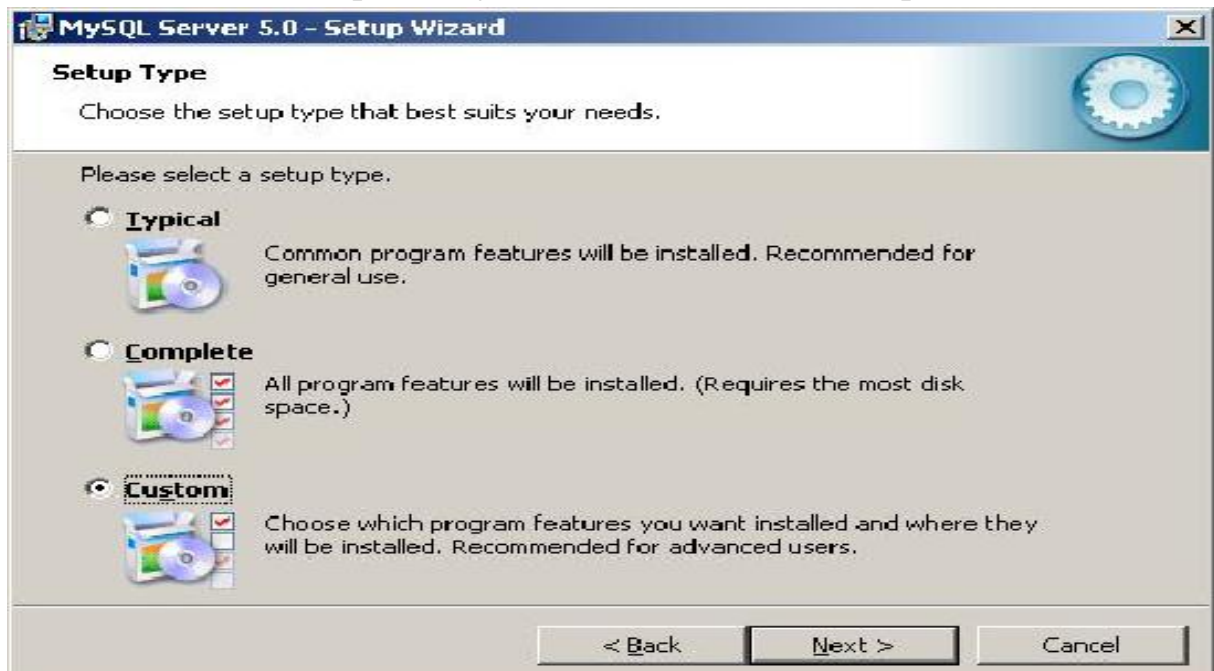 MySQL Server 5.0 - Setup Wizard
Setup Type
Choose the setup type that best suits your needs.
Please select a setup type.
Typical
Common program features will be installed. Recommended for
general use.
Complete
All program features will be installed. (Requires the most disk
space.)
Custom
Choose which program features you want installed and where they
will be installed. Recommended for advanced users.
< Back
Next >
Cancel